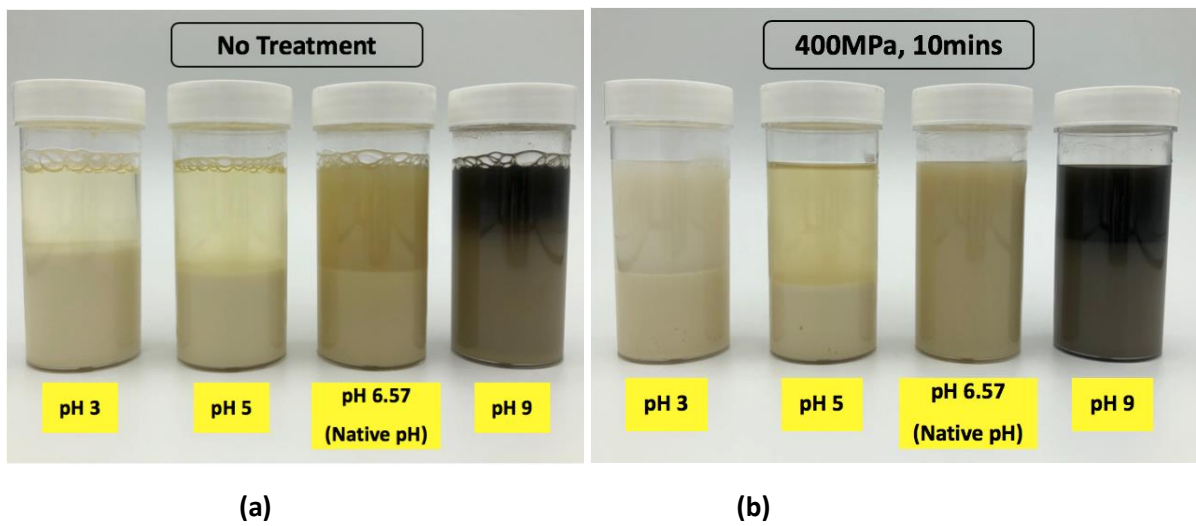 No Treatment
pH 3
pH 5
pH 6.57
(Native pH)
pH 9
400MPa, 10mins
pH 3
pH 5
pH 6.57
(Native pH)
pH 9
(a)
(b)